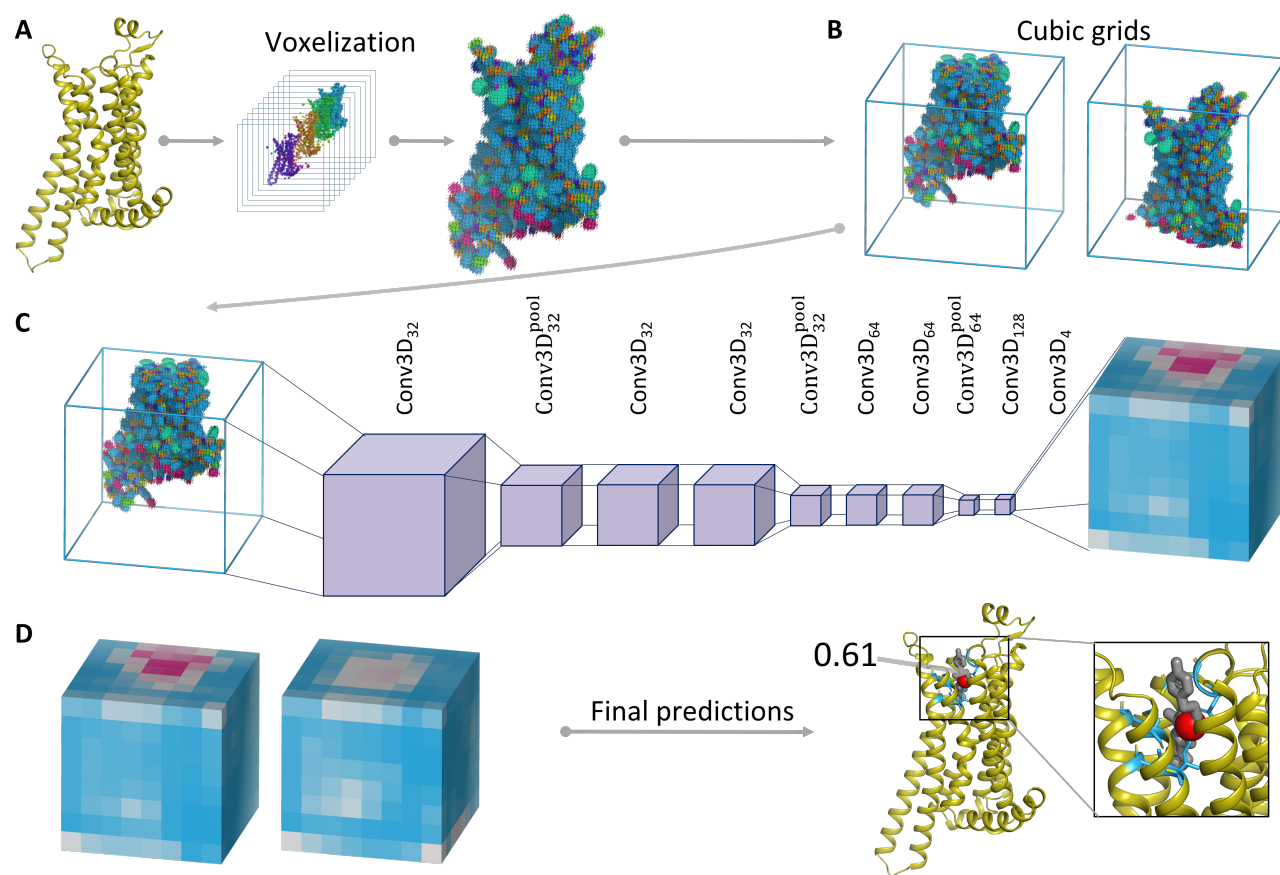 A
Voxelization
B
Cubic grids
C
Conv3D₃₂
Conv3D₃₂ᵖᵒᵒˡ
Conv3D₃₂
Conv3D₃₂
Conv3D₃₂ᵖᵒᵒˡ
Conv3D₆₄
Conv3D₆₄
Conv3D₆₄ᵖᵒᵒˡ
Conv3D₁₂₈
Conv3D₄
D
0.61
Final predictions